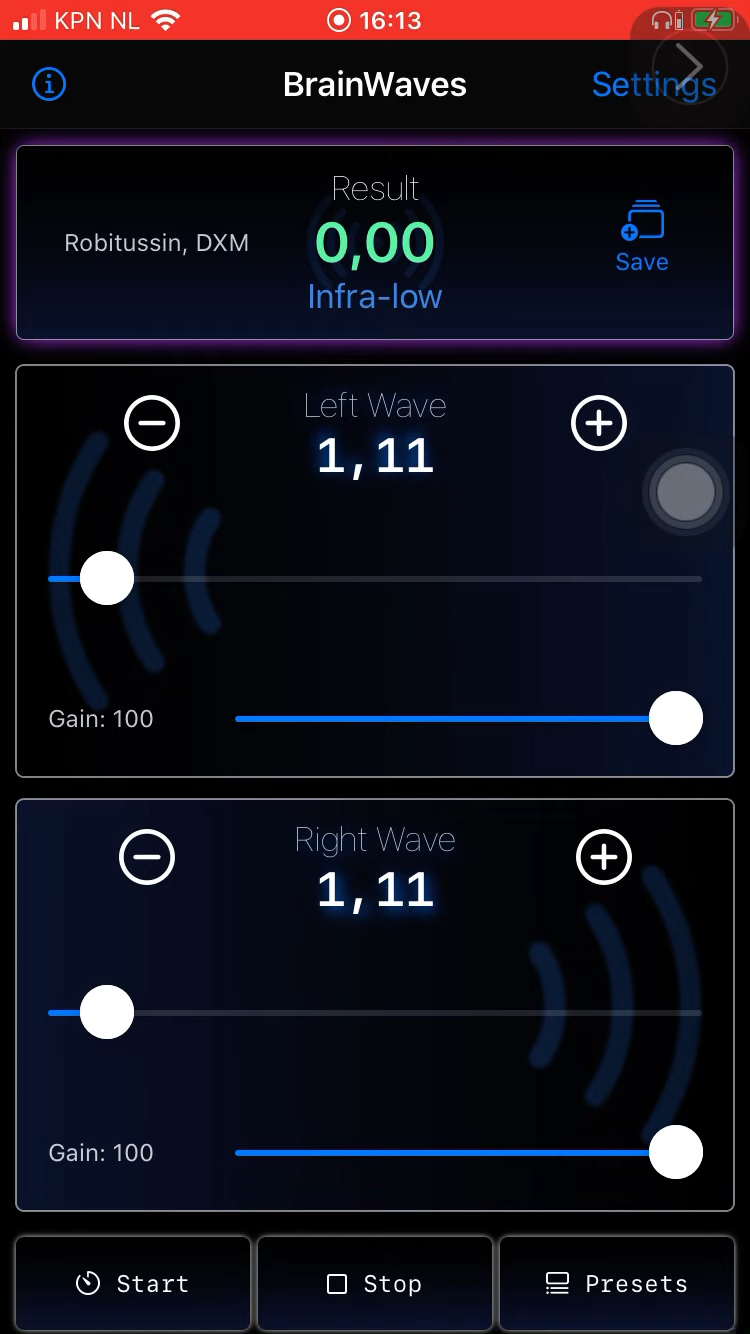 KPN NL
16:13
BrainWaves
Settings
Result
Robitussin, DXM
0,00
Save
Infra-low
Left Wave
1,11
Gain: 100
Right Wave
1,11
Gain: 100
Start
Stop
Presets